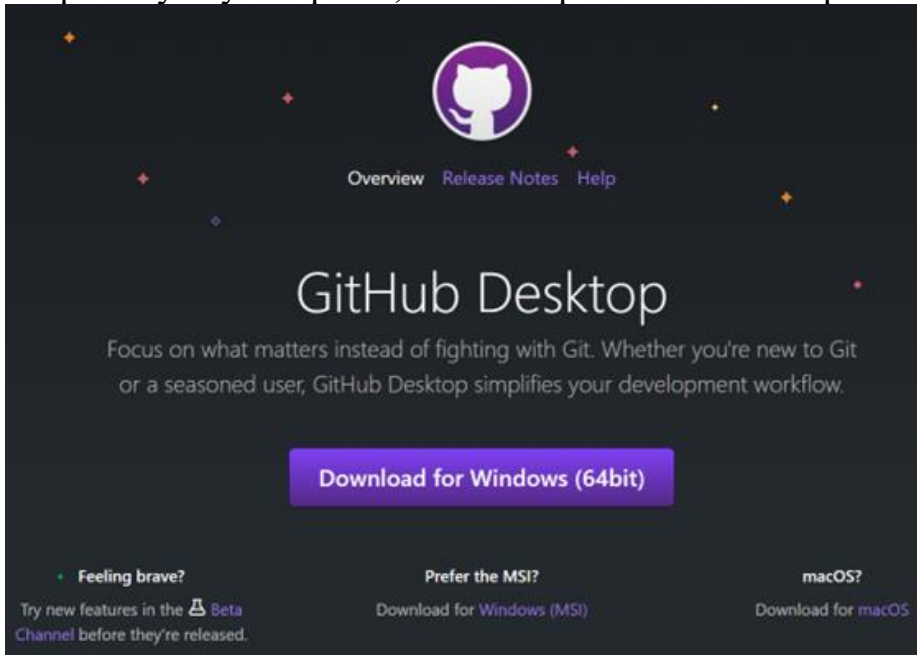 Overview Release Notes Help
GitHub Desktop
Focus on what matters instead of fighting with Git. Whether you're new to Git
or a seasoned user, GitHub Desktop simplifies your development workflow.
Download for Windows (64bit)
Feeling brave?
Try new features in the Beta
Channel before they're released.
Prefer the MSI?
Download for Windows (MSI)
macOS?
Download for macOS